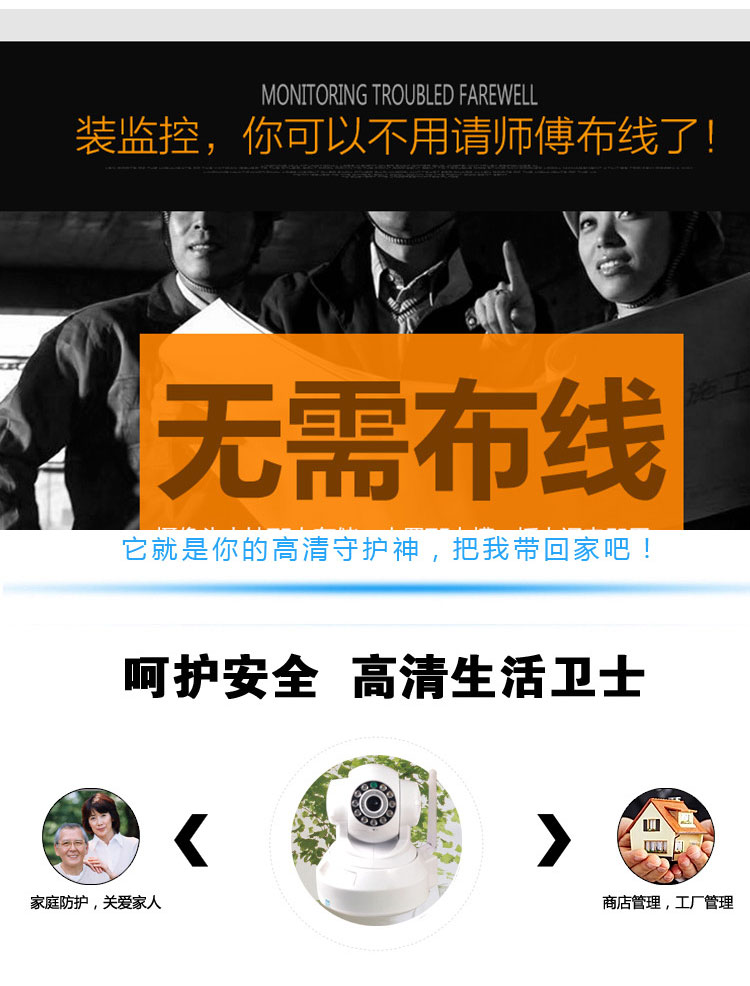 MONITORING TROUBLED FAREWELL
装监控，你可以不用请师傅布线了！
无需布线
它就是你的高清守护神，把我带回家吧！
呵护安全 高清生活卫士
家庭防护，关爱家人
商店管理，工厂管理